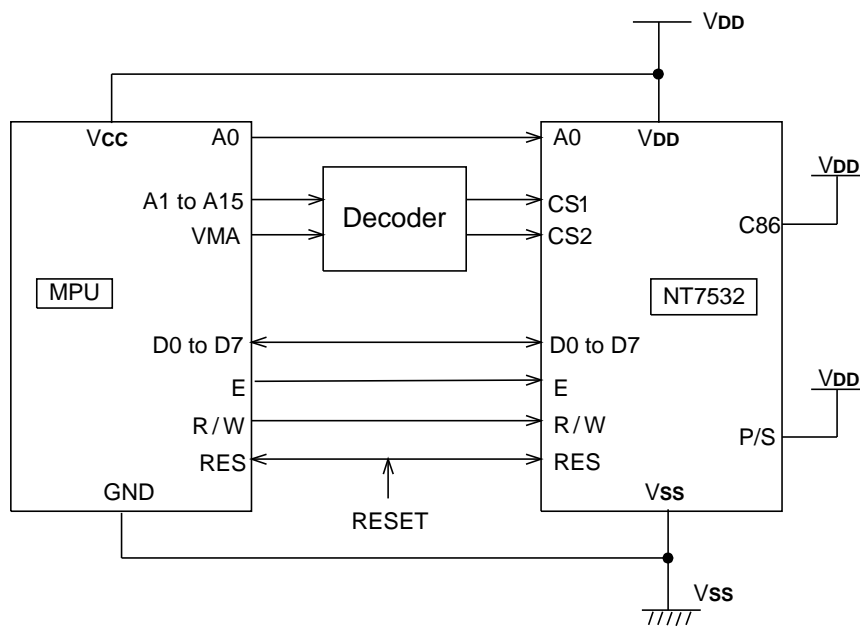 VDD
VCC
A0
A0
VDD
VDD
A1 to A15
Decoder
CS1
VMA
CS2
C86
MPU
NT7532
D0 to D7
D0 to D7
VDD
E
E
R/W
R/W
P/S
RES
RES
GND
VSS
RESET
VSS